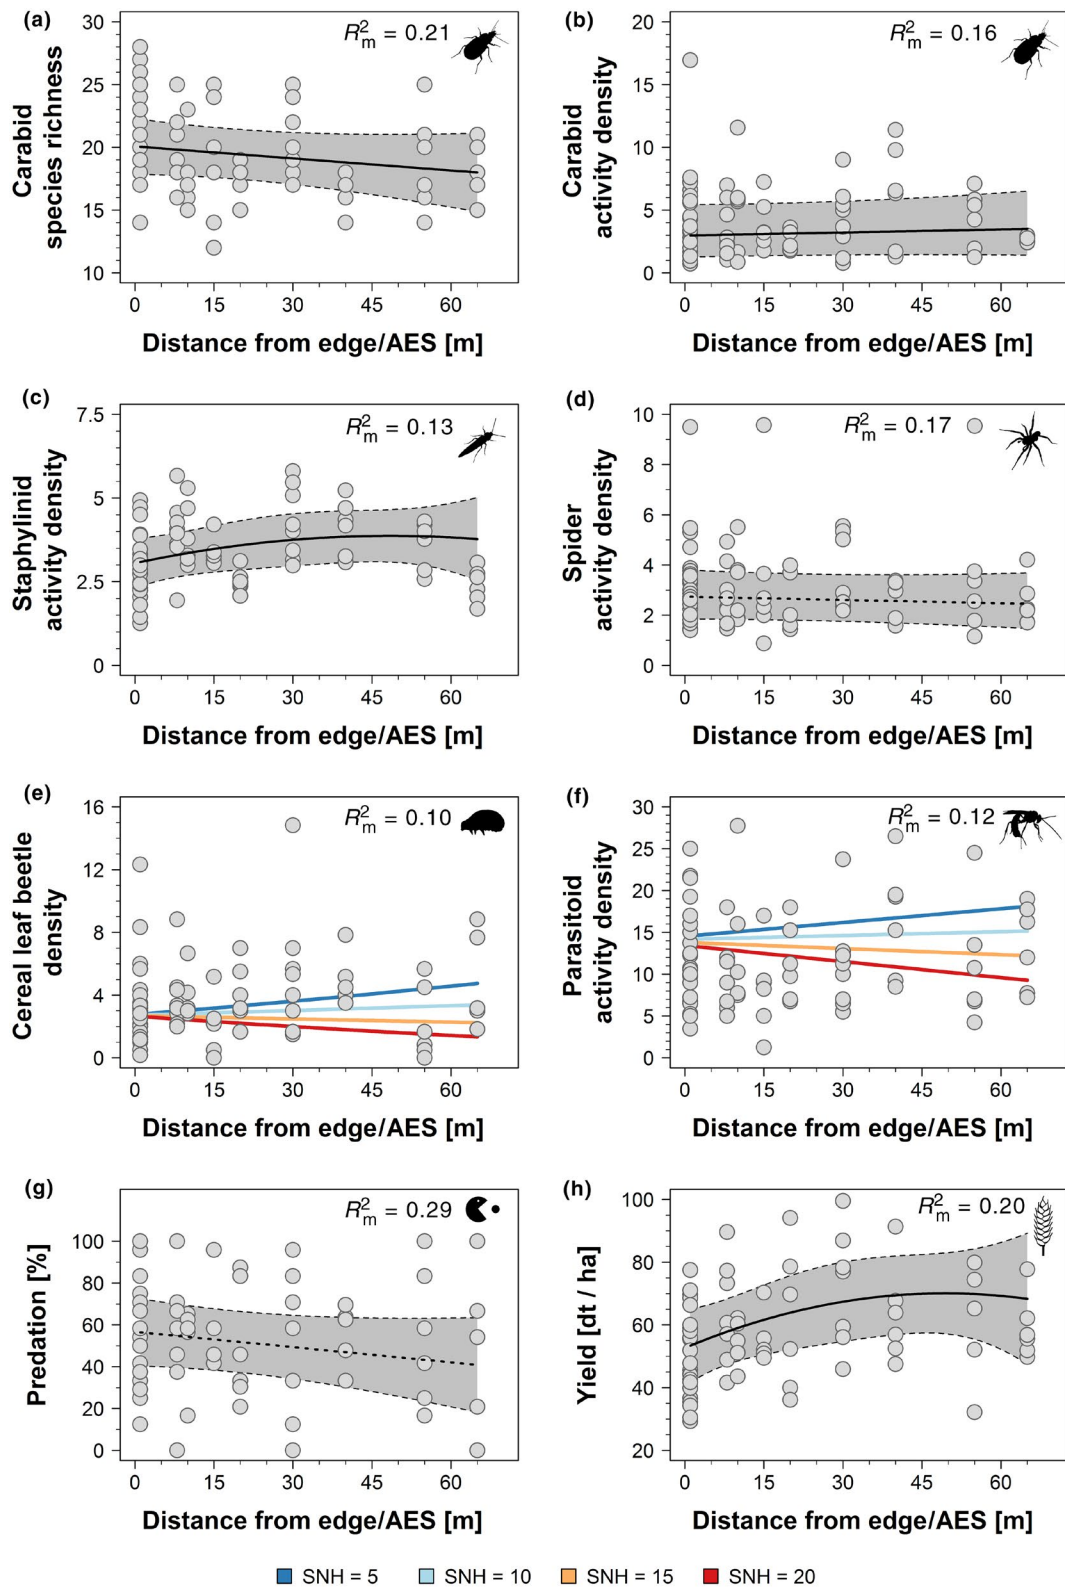 (a)
R²m = 0.21
Carabid
species richness
30
25
20
15
10
0 15 30 45 60
Distance from edge/AES [m]
(b)
R²m = 0.16
Carabid
activity density
20
15
10
5
0
0 15 30 45 60
Distance from edge/AES [m]
(c)
R²m = 0.13
Staphylinid
activity density
7.5
5
2.5
0
0 15 30 45 60
Distance from edge/AES [m]
(d)
R²m = 0.17
Spider
activity density
10
8
6
4
2
0
0 15 30 45 60
Distance from edge/AES [m]
(e)
R²m = 0.10
Cereal leaf beetle
density
16
12
8
4
0
0 15 30 45 60
Distance from edge/AES [m]
(f)
R²m = 0.12
Parasitoid
activity density
30
25
20
15
10
5
0
0 15 30 45 60
Distance from edge/AES [m]
(g)
R²m = 0.29
Predation [%]
100
80
60
40
20
0
0 15 30 45 60
Distance from edge/AES [m]
(h)
R²m = 0.20
Yield [dt / ha]
100
80
60
40
20
0 15 30 45 60
Distance from edge/AES [m]
SNH = 5 SNH = 10 SNH = 15 SNH = 20